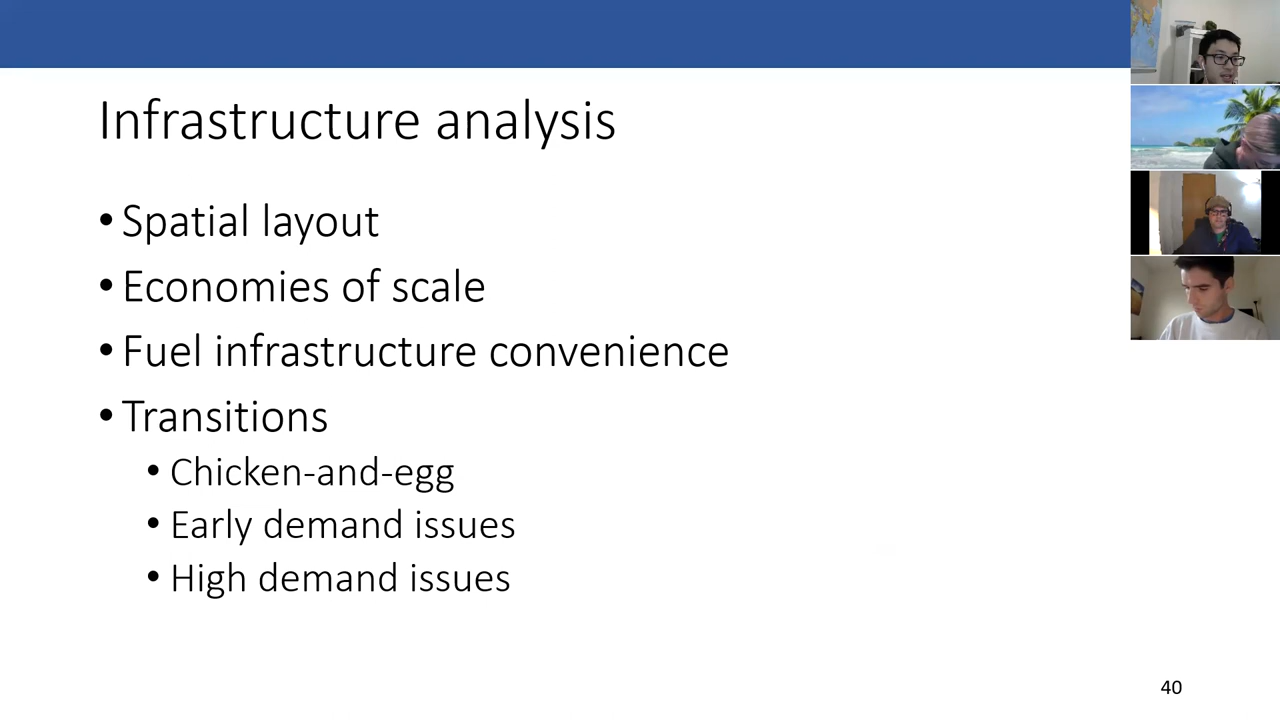 Infrastructure analysis
• Spatial layout
• Economies of scale
• Fuel infrastructure convenience
• Transitions
• Chicken-and-egg
• Early demand issues
• High demand issues
40